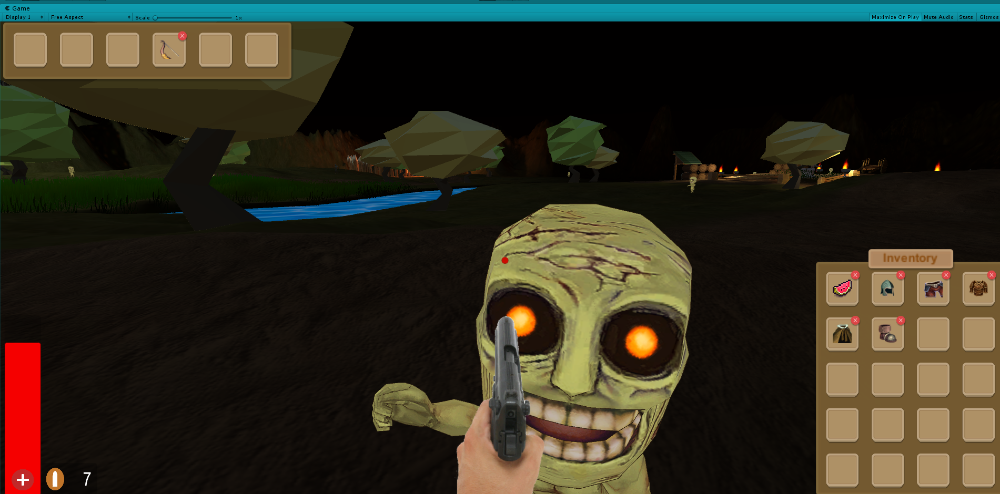 Game
Display 1
Free Aspect
Scale
1x
Maximize On Play
Mute Audio
Stats
Gizmos
Inventory
7